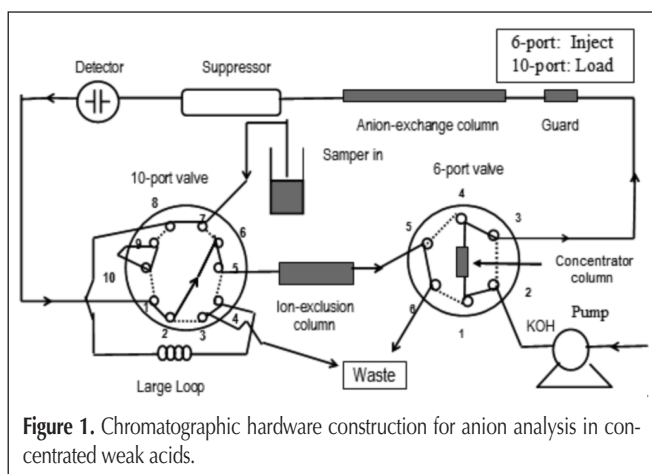 6-port: Inject
10-port: Load
Detector
Suppressor
Anion-exchange column
Guard
Samper in
10-port valve
6-port valve
8
7
9
6
10
5
1
2
3
4
Ion-exclusion
column
4
5
3
Concentrator
column
6
2
1
KOH
Pump
Large Loop
Waste
Figure 1. Chromatographic hardware construction for anion analysis in con-
centrated weak acids.